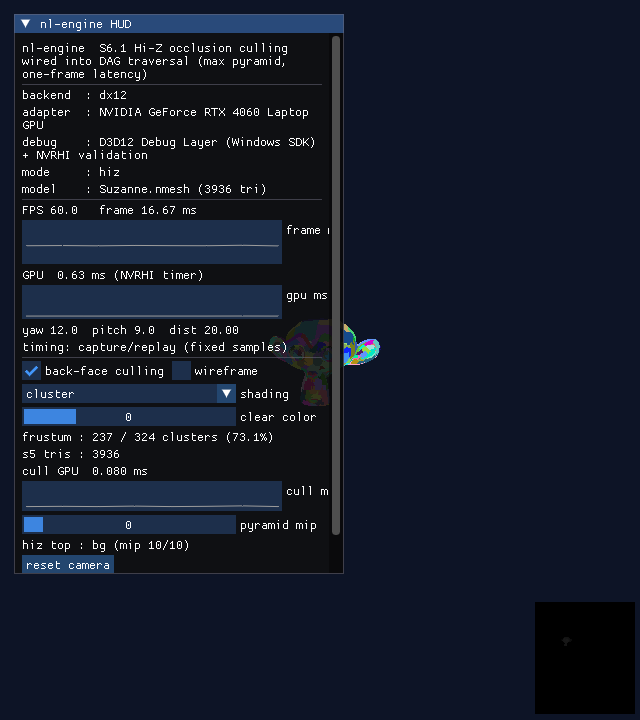 nl-engine HUD
nl-engine  S6.1 Hi-Z occlusion culling
wired into DAG traversal (max pyramid,
one-frame latency)
backend  : dx12
adapter  : NVIDIA GeForce RTX 4060 Laptop
GPU
debug    : D3D12 Debug Layer (Windows SDK)
+ NVRHI validation
mode     : hiz
model    : Suzanne.nmesh (3936 tri)
FPS 60.0   frame 16.67 ms
frame
GPU  0.63 ms (NVRHI timer)
gpu ms
yaw 12.0  pitch 9.0  dist 20.00
timing: capture/replay (fixed samples)
back-face culling  wireframe
cluster  shading
0  clear color
frustum : 237 / 324 clusters (73.1%)
s5 tris : 3936
cull GPU  0.080 ms
cull m
0  pyramid mip
hiz top : bg (mip 10/10)
reset camera